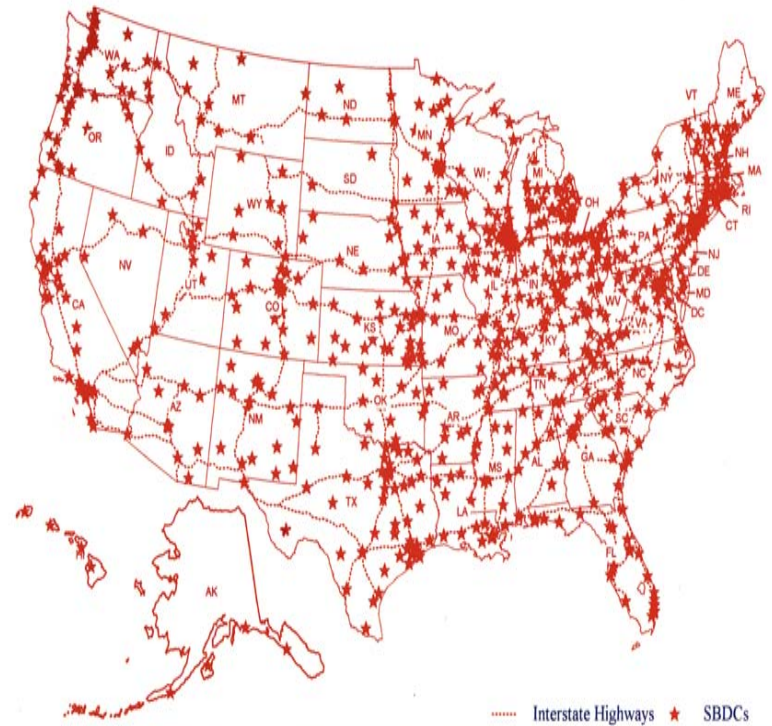 WA
MT
ND
MN
VT
ME
OR
ID
SD
WI
MI
NY
NH
MA
RI
CT
WY
IA
OH
PA
NE
NV
UT
IL
IN
NJ
DE
MD
DC
CA
CO
WV
KS
MO
KY
VA
NC
TN
OK
AZ
NM
AR
SC
MS
AL
GA
TX
LA
FL
AK
Interstate Highways ★ SBDCs